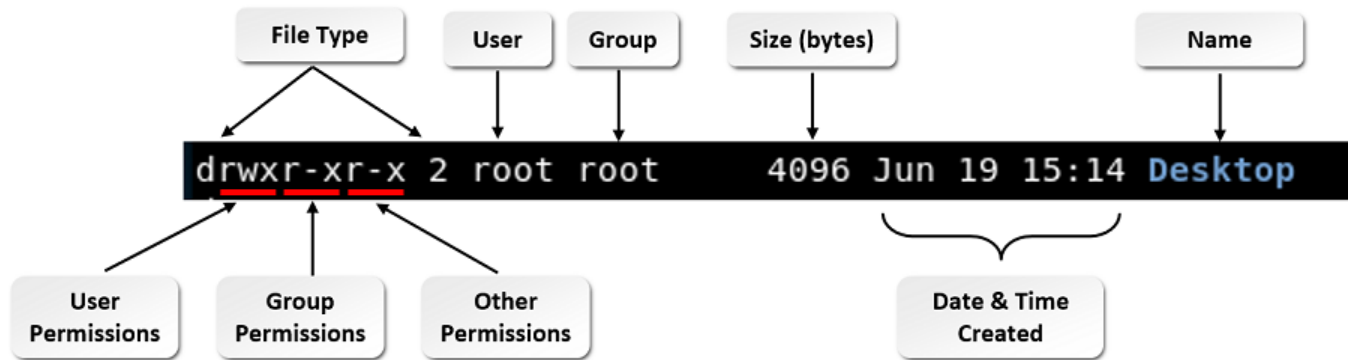 File Type
User
Group
Size (bytes)
Name
drwxr-xr-x 2 root root 4096 Jun 19 15:14 Desktop
User
Permissions
Group
Permissions
Other
Permissions
Date & Time
Created